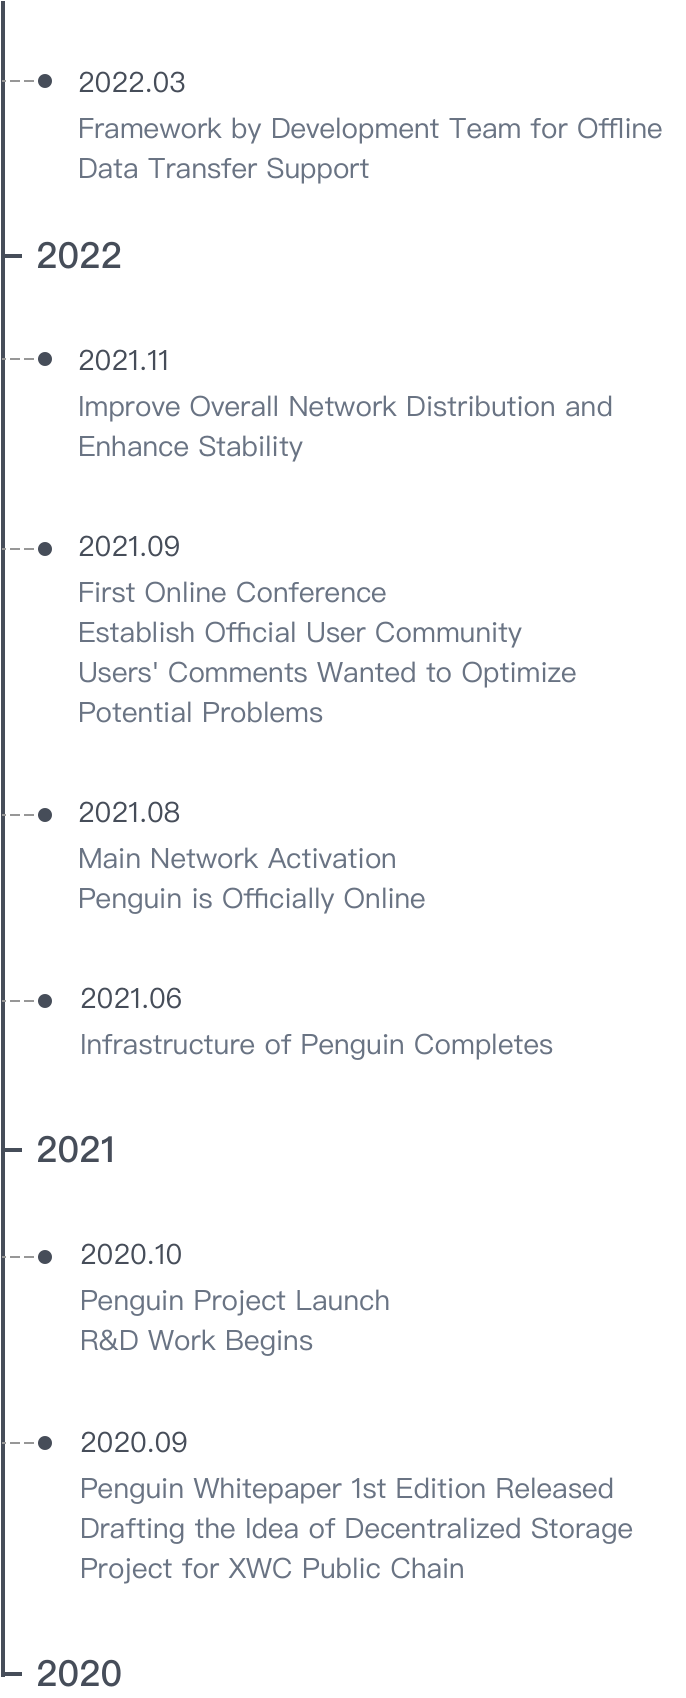 2022.03
Framework by Development Team for Offline
Data Transfer Support
2022
2021.11
Improve Overall Network Distribution and
Enhance Stability
2021.09
First Online Conference
Establish Official User Community
Users' Comments Wanted to Optimize
Potential Problems
2021.08
Main Network Activation
Penguin is Officially Online
2021.06
Infrastructure of Penguin Completes
2021
2020.10
Penguin Project Launch
R&D Work Begins
2020.09
Penguin Whitepaper 1st Edition Released
Drafting the Idea of Decentralized Storage
Project for XWC Public Chain
2020